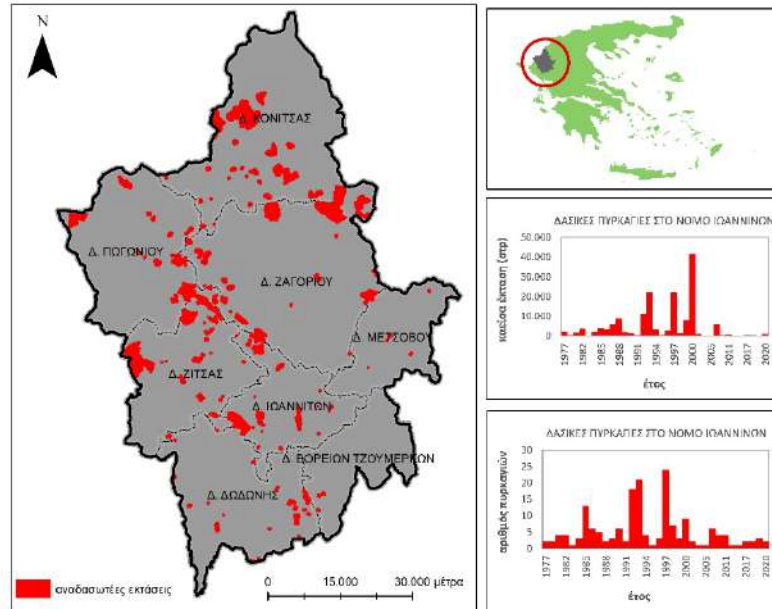 N
Δ. ΚΟΝΙΤΣΑΣ
Δ. ΠΩΓΩΝΙΟΥ
Δ. ΖΑΓΟΡΙΟΥ
Δ. ΜΕΤΣΟΒΟΥ
Δ. ΖΙΤΣΑΣ
Δ. ΙΩΑΝΝΙΤΩΝ
Δ. ΒΟΡΕΙΩΝ ΤΖΟΥΜΕΡΚΩΝ
Δ. ΔΩΔΩΝΗΣ
αναδασωτέες εκτάσεις
0 15.000 30.000 μέτρα
ΔΑΣΙΚΕΣ ΠΥΡΚΑΓΙΕΣ ΣΤΟ ΝΟΜΟ ΙΩΑΝΝΙΝΩΝ
καείσα έκταση (στρ)
50.000
40.000
30.000
20.000
10.000
0
1977 1982 1985 1988 1991 1994 1997 2000 2005 2011 2017 2020
έτος
ΔΑΣΙΚΕΣ ΠΥΡΚΑΓΙΕΣ ΣΤΟ ΝΟΜΟ ΙΩΑΝΝΙΝΩΝ
αριθμός πυρκαγιών
30
25
20
15
10
5
0
1977 1982 1985 1988 1991 1994 1997 2000 2005 2011 2017 2020
έτος